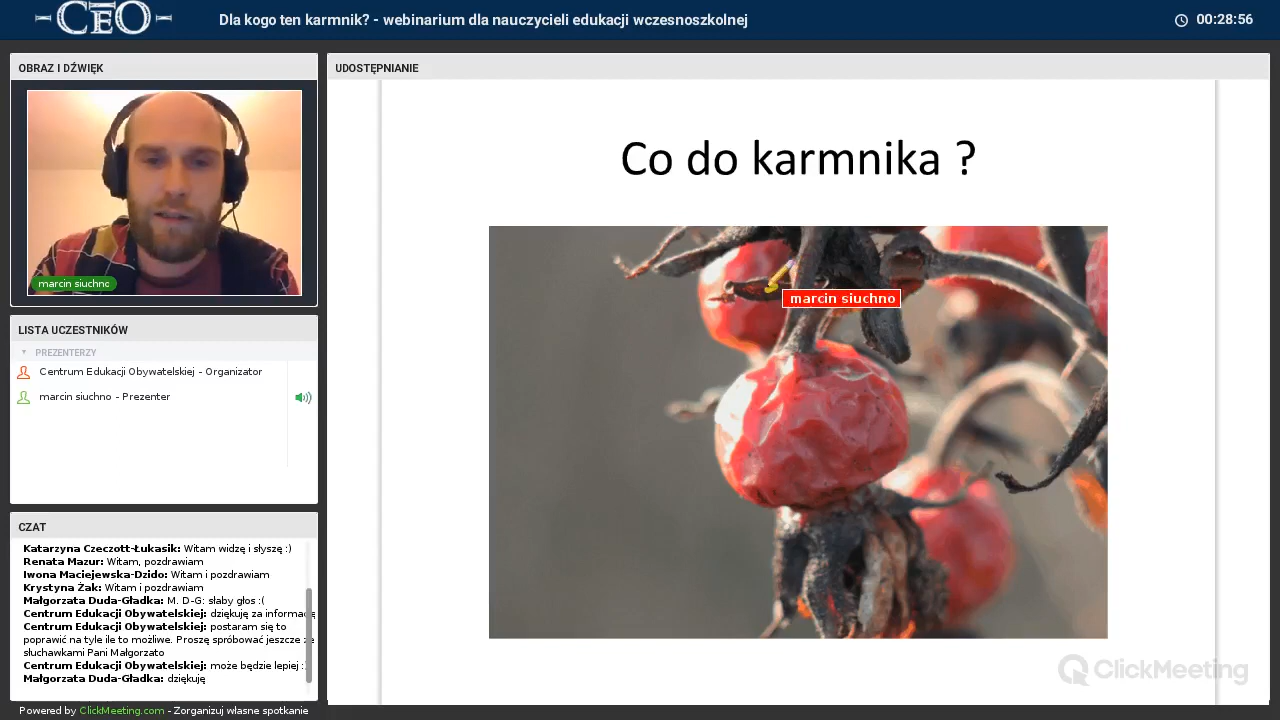 CEO
Dla kogo ten karmnik? - webinarium dla nauczycieli edukacji wczesnoszkolnej
00:28:56
OBRAZ I DŹWIĘK
marcin siuchno
LISTA UCZESTNIKÓW
PREZENTERZY
Centrum Edukacji Obywatelskiej - Organizator
marcin siuchno - Prezenter
CZAT
Katarzyna Czeczott-Łukasik: Witam widzę i słyszę :)
Renata Mazur: Witam, pozdrawiam
Iwona Maciejewska-Dzido: Witam i pozdrawiam
Krystyna Żak: Witam i pozdrawiam
Małgorzata Duda-Gładka: M. D-G: słaby głos :(
Centrum Edukacji Obywatelskiej: dziękuję za informację
Centrum Edukacji Obywatelskiej: postaram się to
poprawić na tyle ile to możliwe. Proszę spróbować jeszcze ze
słuchawkami Pani Małgorzato
Centrum Edukacji Obywatelskiej: może będzie lepiej :
Małgorzata Duda-Gładka: dziękuję
Powered by ClickMeeting.com - Zorganizuj własne spotkanie
UDOSTĘPNIANIE
Co do karmnika ?
marcin siuchno
ClickMeeting